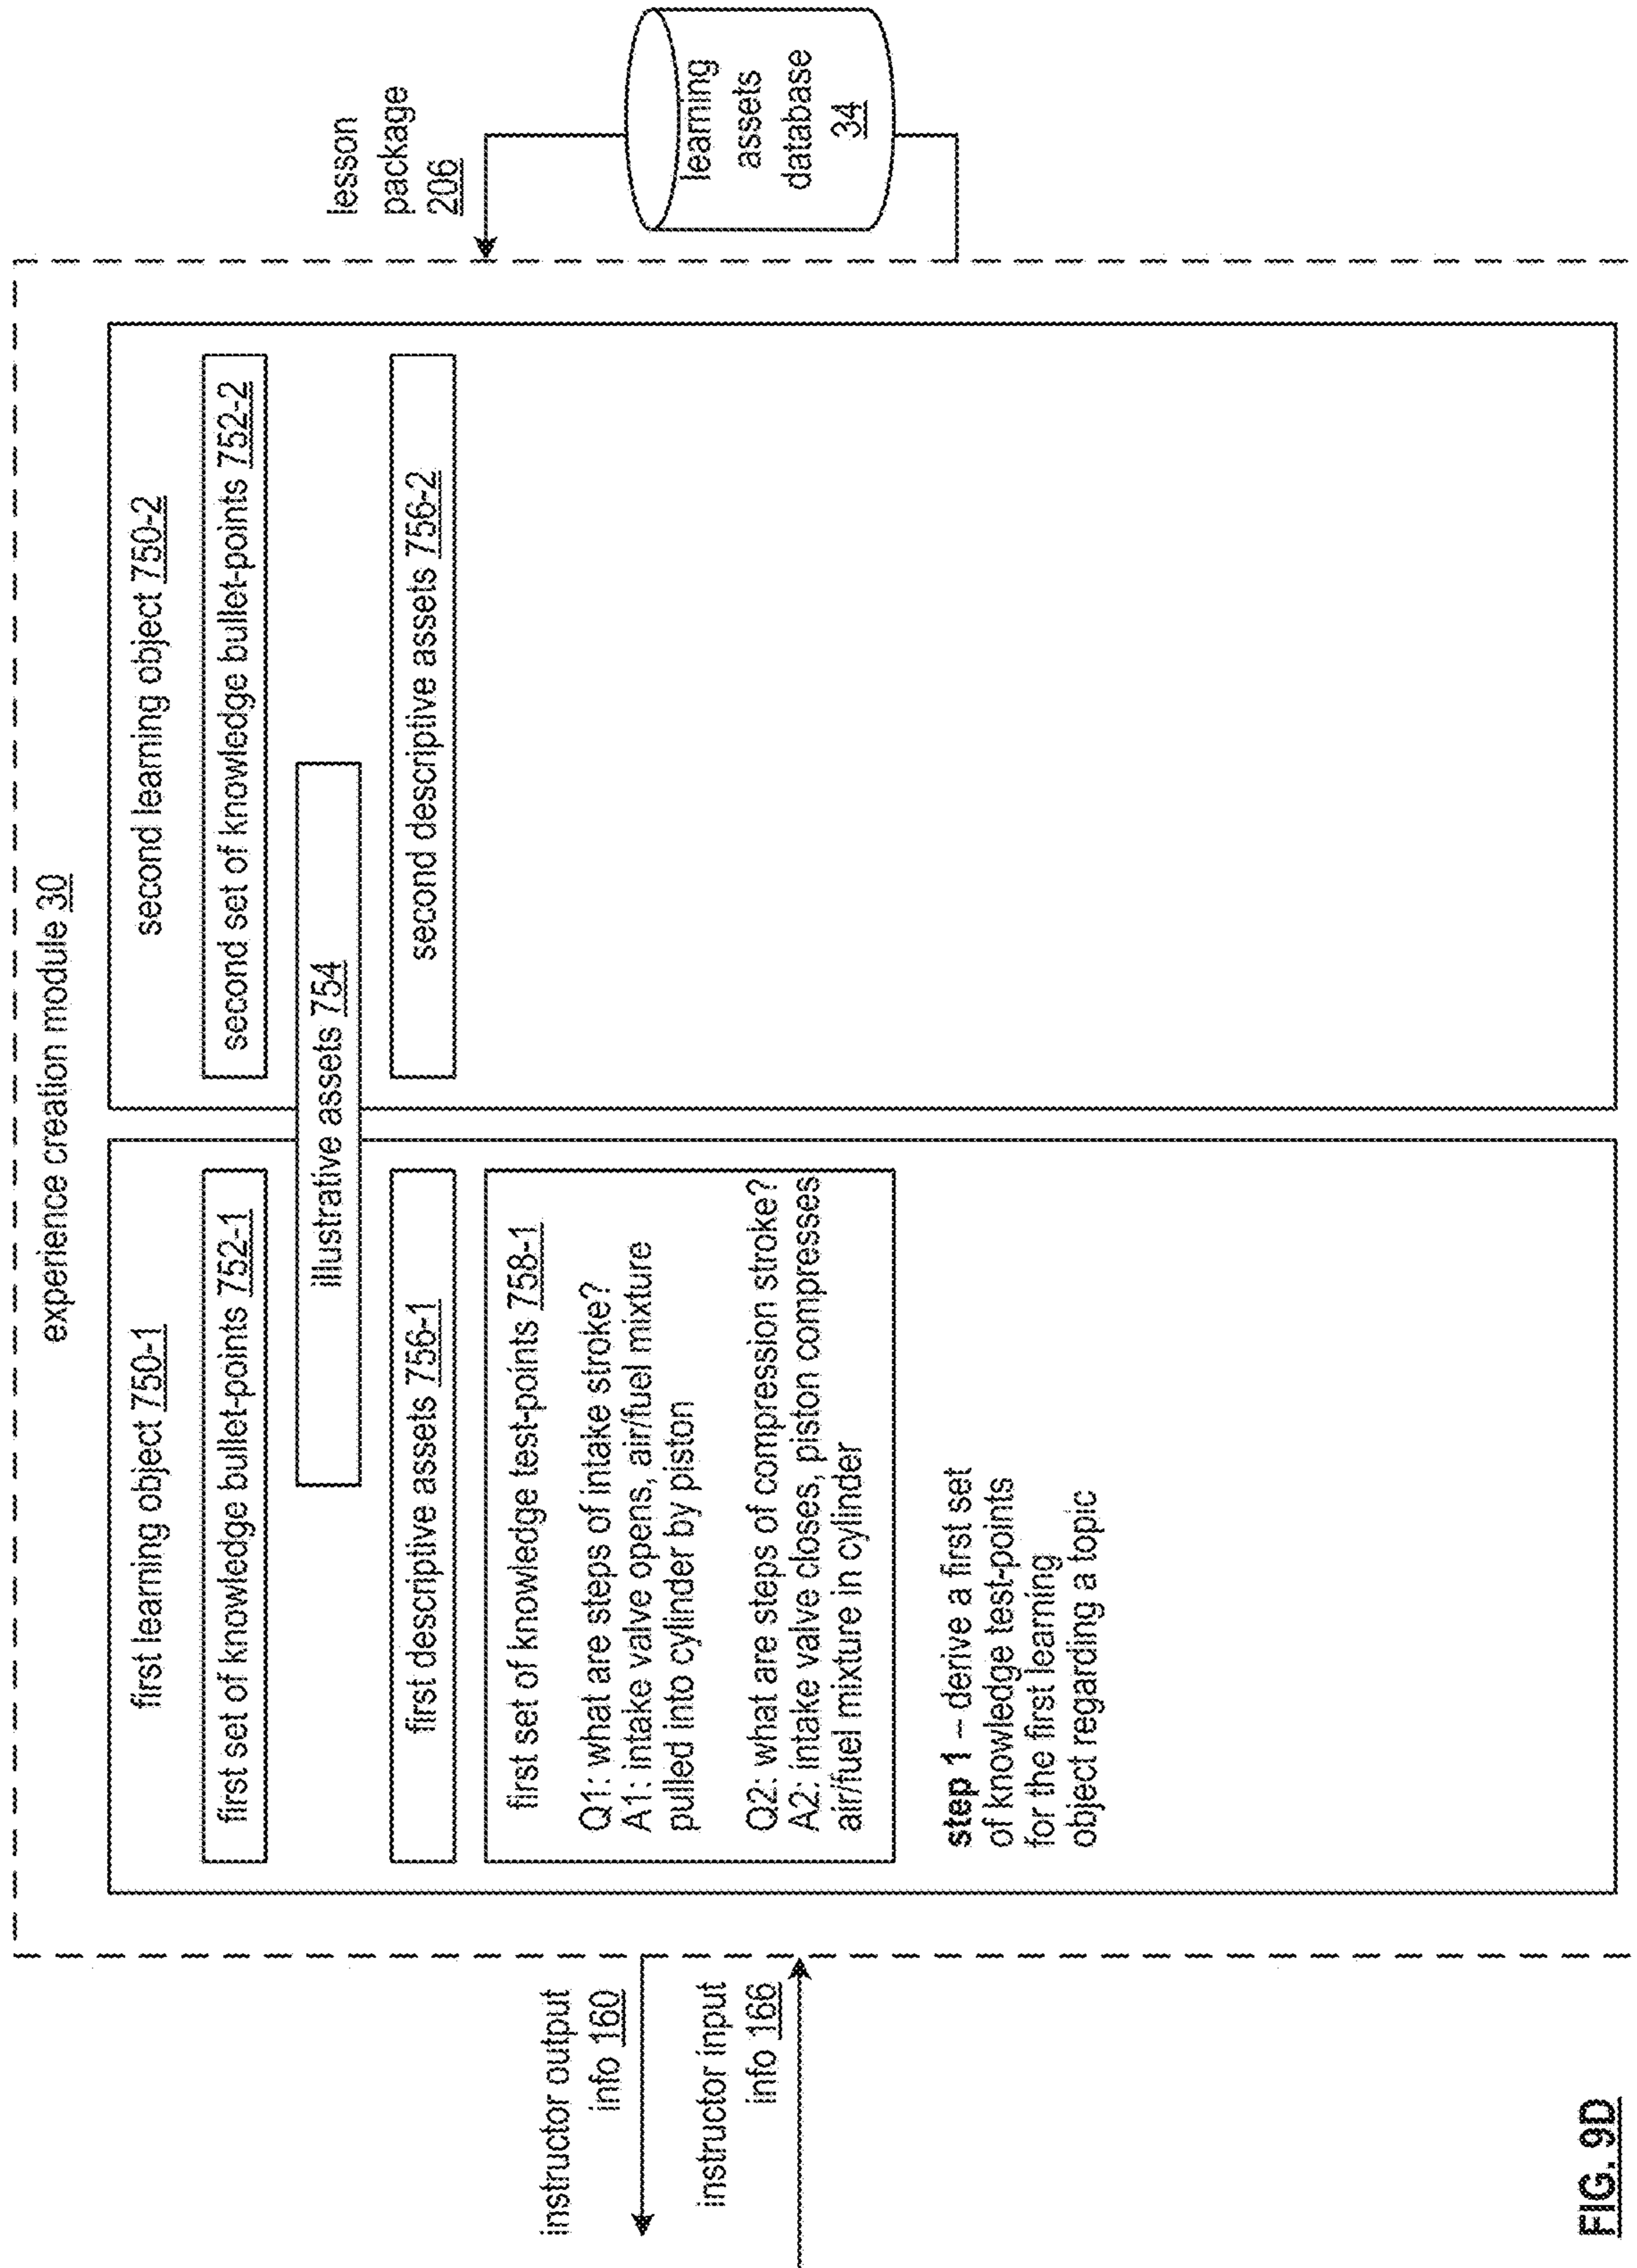 experience creation module 30
first learning object 750-1
first set of knowledge bullet-points 752-1
second learning object 750-2
second set of knowledge bullet-points 752-2
illustrative assets 754
first descriptive assets 756-1
second descriptive assets 756-2
first set of knowledge test-points 758-1
Q1: what are steps of intake stroke?
A1: intake valve opens, air/fuel mixture
pulled into cylinder by piston
Q2: what are steps of compression stroke?
A2: intake valve closes, piston compresses
air/fuel mixture in cylinder
step 1 -- derive a first set
of knowledge test-points
for the first learning
object regarding a topic
instructor output
info 160
instructor input
info 166
lesson
package
206
learning
assets
database
34
FIG. 9D